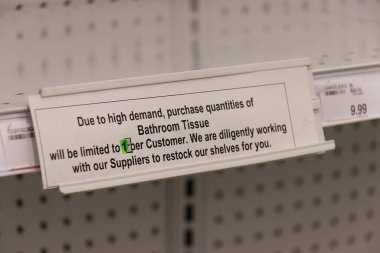 Due to high demand, purchase quantities of
Bathroom Tissue
will be limited to 1 per Customer. We are diligently working
with our Suppliers to restock our shelves for you.
9.99